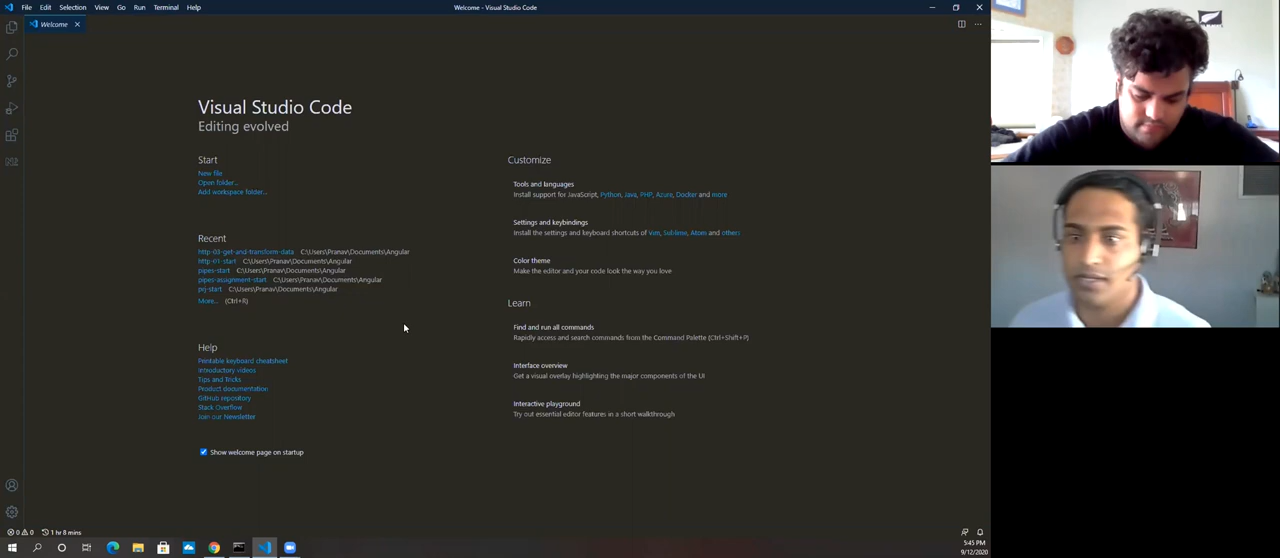 File Edit Selection View Go Run Terminal Help
Welcome - Visual Studio Code
Welcome
Visual Studio Code
Editing evolved
Start
New file
Open folder...
Add workspace folder...
Recent
http-03-get-and-transform-data C:\Users\Pranav\Documents\Angular
http-01-start C:\Users\Pranav\Documents\Angular
pipes-start C:\Users\Pranav\Documents\Angular
pipes-assignment-start C:\Users\Pranav\Documents\Angular
prj-start C:\Users\Pranav\Documents\Angular
More... (Ctrl+R)
Help
Printable keyboard cheatsheet
Introductory videos
Tips and Tricks
Product documentation
GitHub repository
Stack Overflow
Join our Newsletter
Show welcome page on startup
Customize
Tools and languages
Install support for JavaScript, Python, Java, PHP, Azure, Docker and more
Settings and keybindings
Install the settings and keyboard shortcuts of Vim, Sublime, Atom and others
Color theme
Make the editor and your code look the way you love
Learn
Find and run all commands
Rapidly access and search commands from the Command Palette (Ctrl+Shift+P)
Interface overview
Get a visual overlay highlighting the major components of the UI
Interactive playground
Try out essential editor features in a short walkthrough
0 0 1 hr 8 mins
5:45 PM
9/12/2020